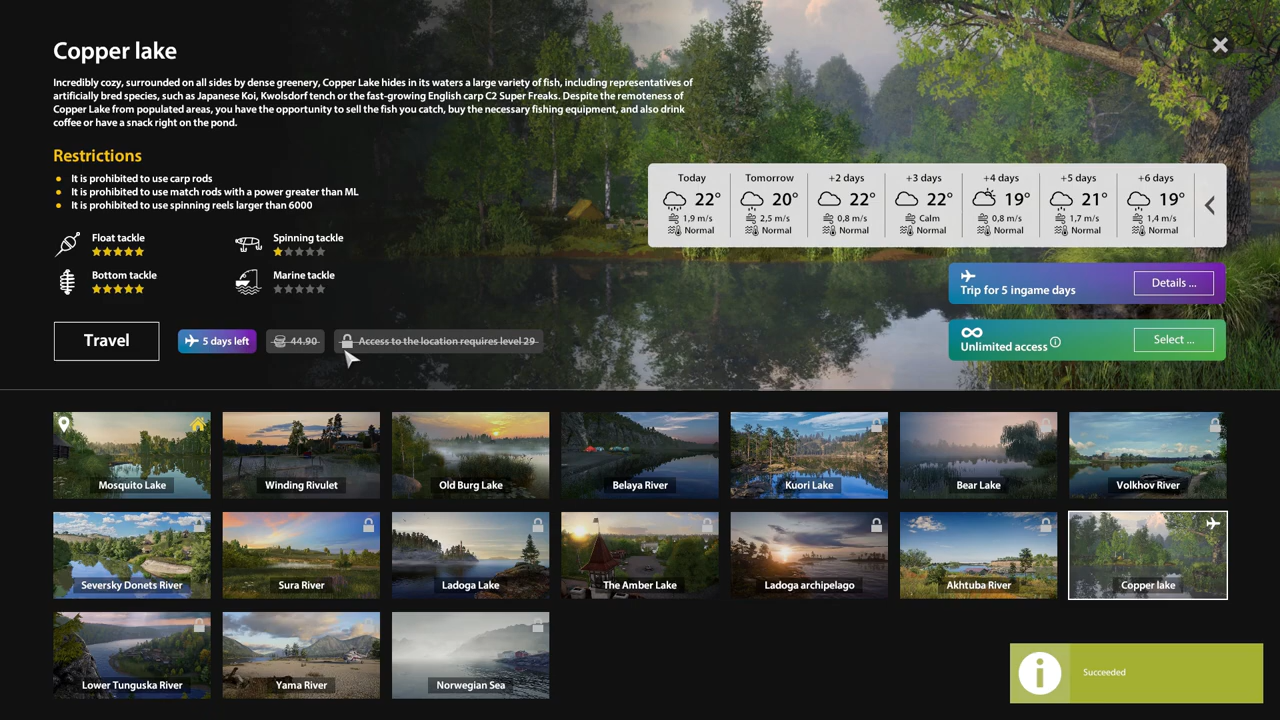 Copper lake
Incredibly cozy, surrounded on all sides by dense greenery, Copper Lake hides in its waters a large variety of fish, including representatives of
artificially bred species, such as Japanese Koi, Kwolsdorf tench or the fast-growing English carp C2 Super Freaks. Despite the remoteness of
Copper Lake from populated areas, you have the opportunity to sell the fish you catch, buy the necessary fishing equipment, and also drink
coffee or have a snack right on the pond.
Restrictions
It is prohibited to use carp rods
It is prohibited to use match rods with a power greater than ML
It is prohibited to use spinning reels larger than 6000
Float tackle
Spinning tackle
Bottom tackle
Marine tackle
Today
Tomorrow
+2 days
+3 days
+4 days
+5 days
+6 days
22°
20°
22°
22°
19°
21°
19°
1,9 m/s
2,5 m/s
0,8 m/s
Calm
0,8 m/s
1,7 m/s
1,4 m/s
Normal
Normal
Normal
Normal
Normal
Normal
Normal
Trip for 5 ingame days
Details ...
Unlimited access
Select ...
Travel
5 days left
44.90
Access to the location requires level 29
Mosquito Lake
Winding Rivulet
Old Burg Lake
Belaya River
Kuori Lake
Bear Lake
Volkhov River
Seversky Donets River
Sura River
Ladoga Lake
The Amber Lake
Ladoga archipelago
Akhtuba River
Copper lake
Lower Tunguska River
Yama River
Norwegian Sea
Succeeded